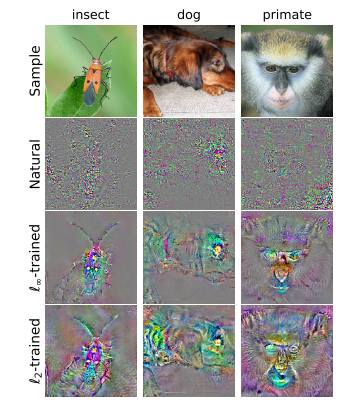 insect dog primate
Sample
Natural
ℓ∞-trained
ℓ2-trained